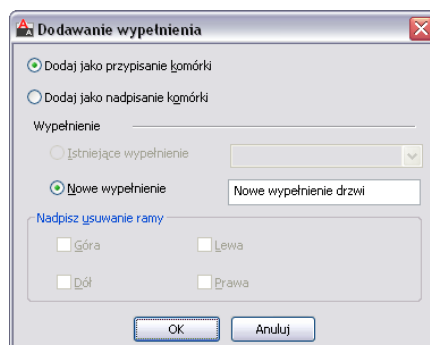 Dodawanie wypełnienia
Dodaj jako przypisanie komórki
Dodaj jako nadpisanie komórki
Wypełnienie
Istniejące wypełnienie
Nowe wypełnienie
Nowe wypełnienie drzwi
Nadpisz usuwanie ramy
Góra
Lewa
Dół
Prawa
OK
Anuluj